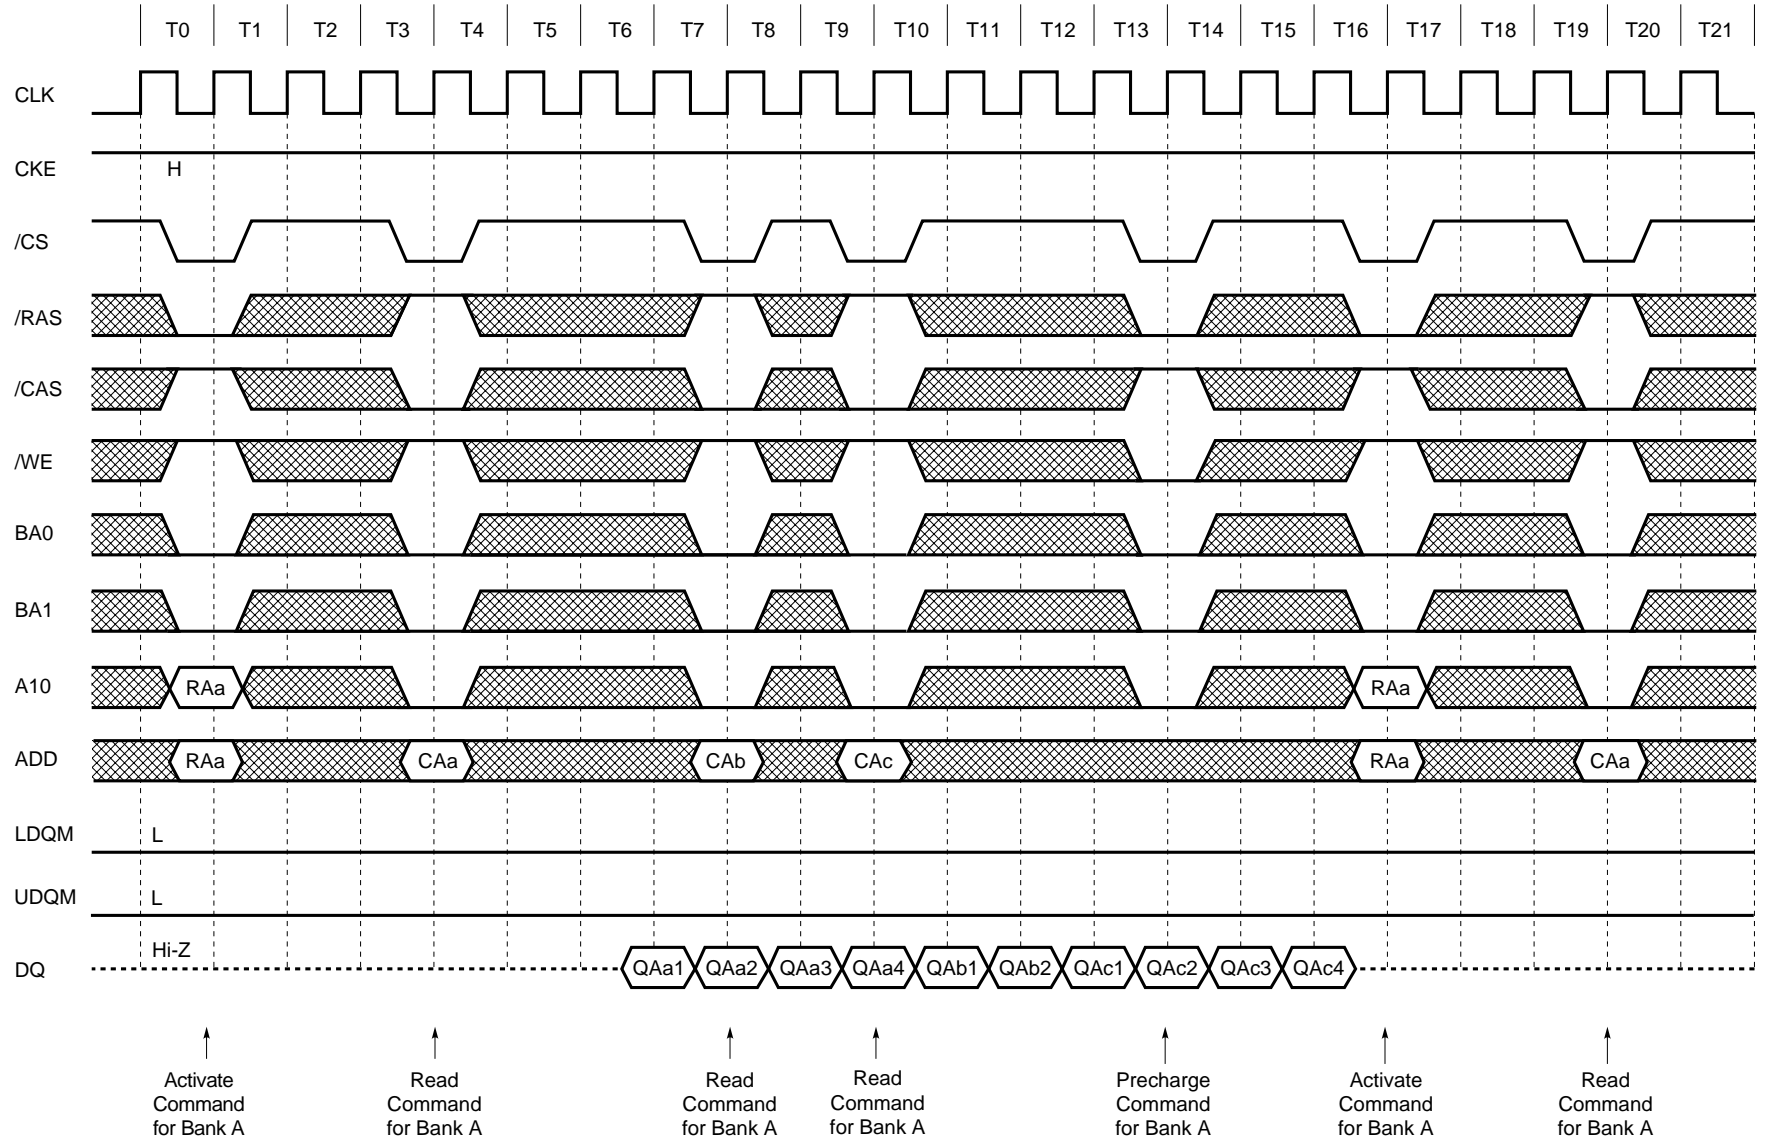 T0 T1 T2 T3 T4 T5 T6 T7 T8 T9 T10 T11 T12 T13 T14 T15 T16 T17 T18 T19 T20 T21
CLK
CKE H
/CS
/RAS
/CAS
/WE
BA0
BA1
A10 RAa RAa
ADD RAa CAa CAb CAc RAa CAa
LDQM L
UDQM L
DQ Hi-Z QAa1 QAa2 QAa3 QAa4 QAb1 QAb2 QAc1 QAc2 QAc3 QAc4
Activate
Command
for Bank A
Read
Command
for Bank A
Read
Command
for Bank A
Read
Command
for Bank A
Precharge
Command
for Bank A
Activate
Command
for Bank A
Read
Command
for Bank A